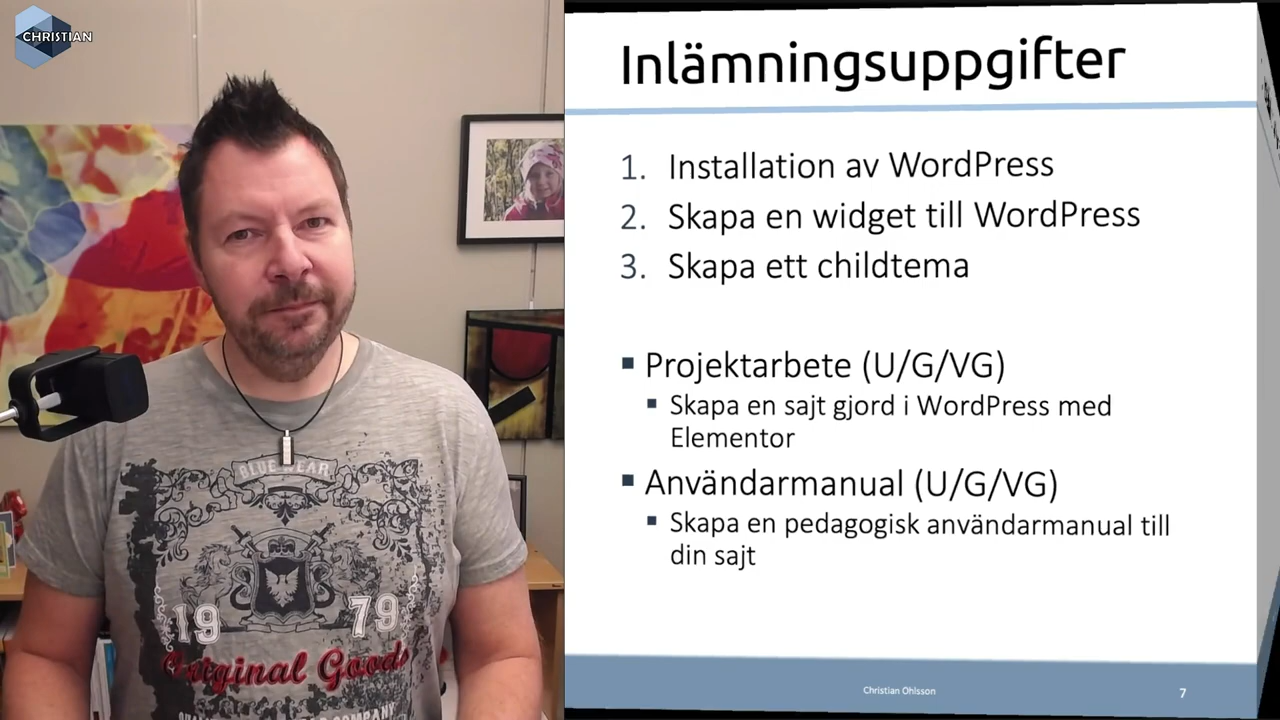 CHRISTIAN
Inlämningsuppgifter
1. Installation av WordPress
2. Skapa en widget till WordPress
3. Skapa ett childtema
▪ Projektarbete (U/G/VG)
▪ Skapa en sajt gjord i WordPress med
Elementor
▪ Användarmanual (U/G/VG)
▪ Skapa en pedagogisk användarmanual till
din sajt
Christian Ohlsson
7
19 79
Original Goods